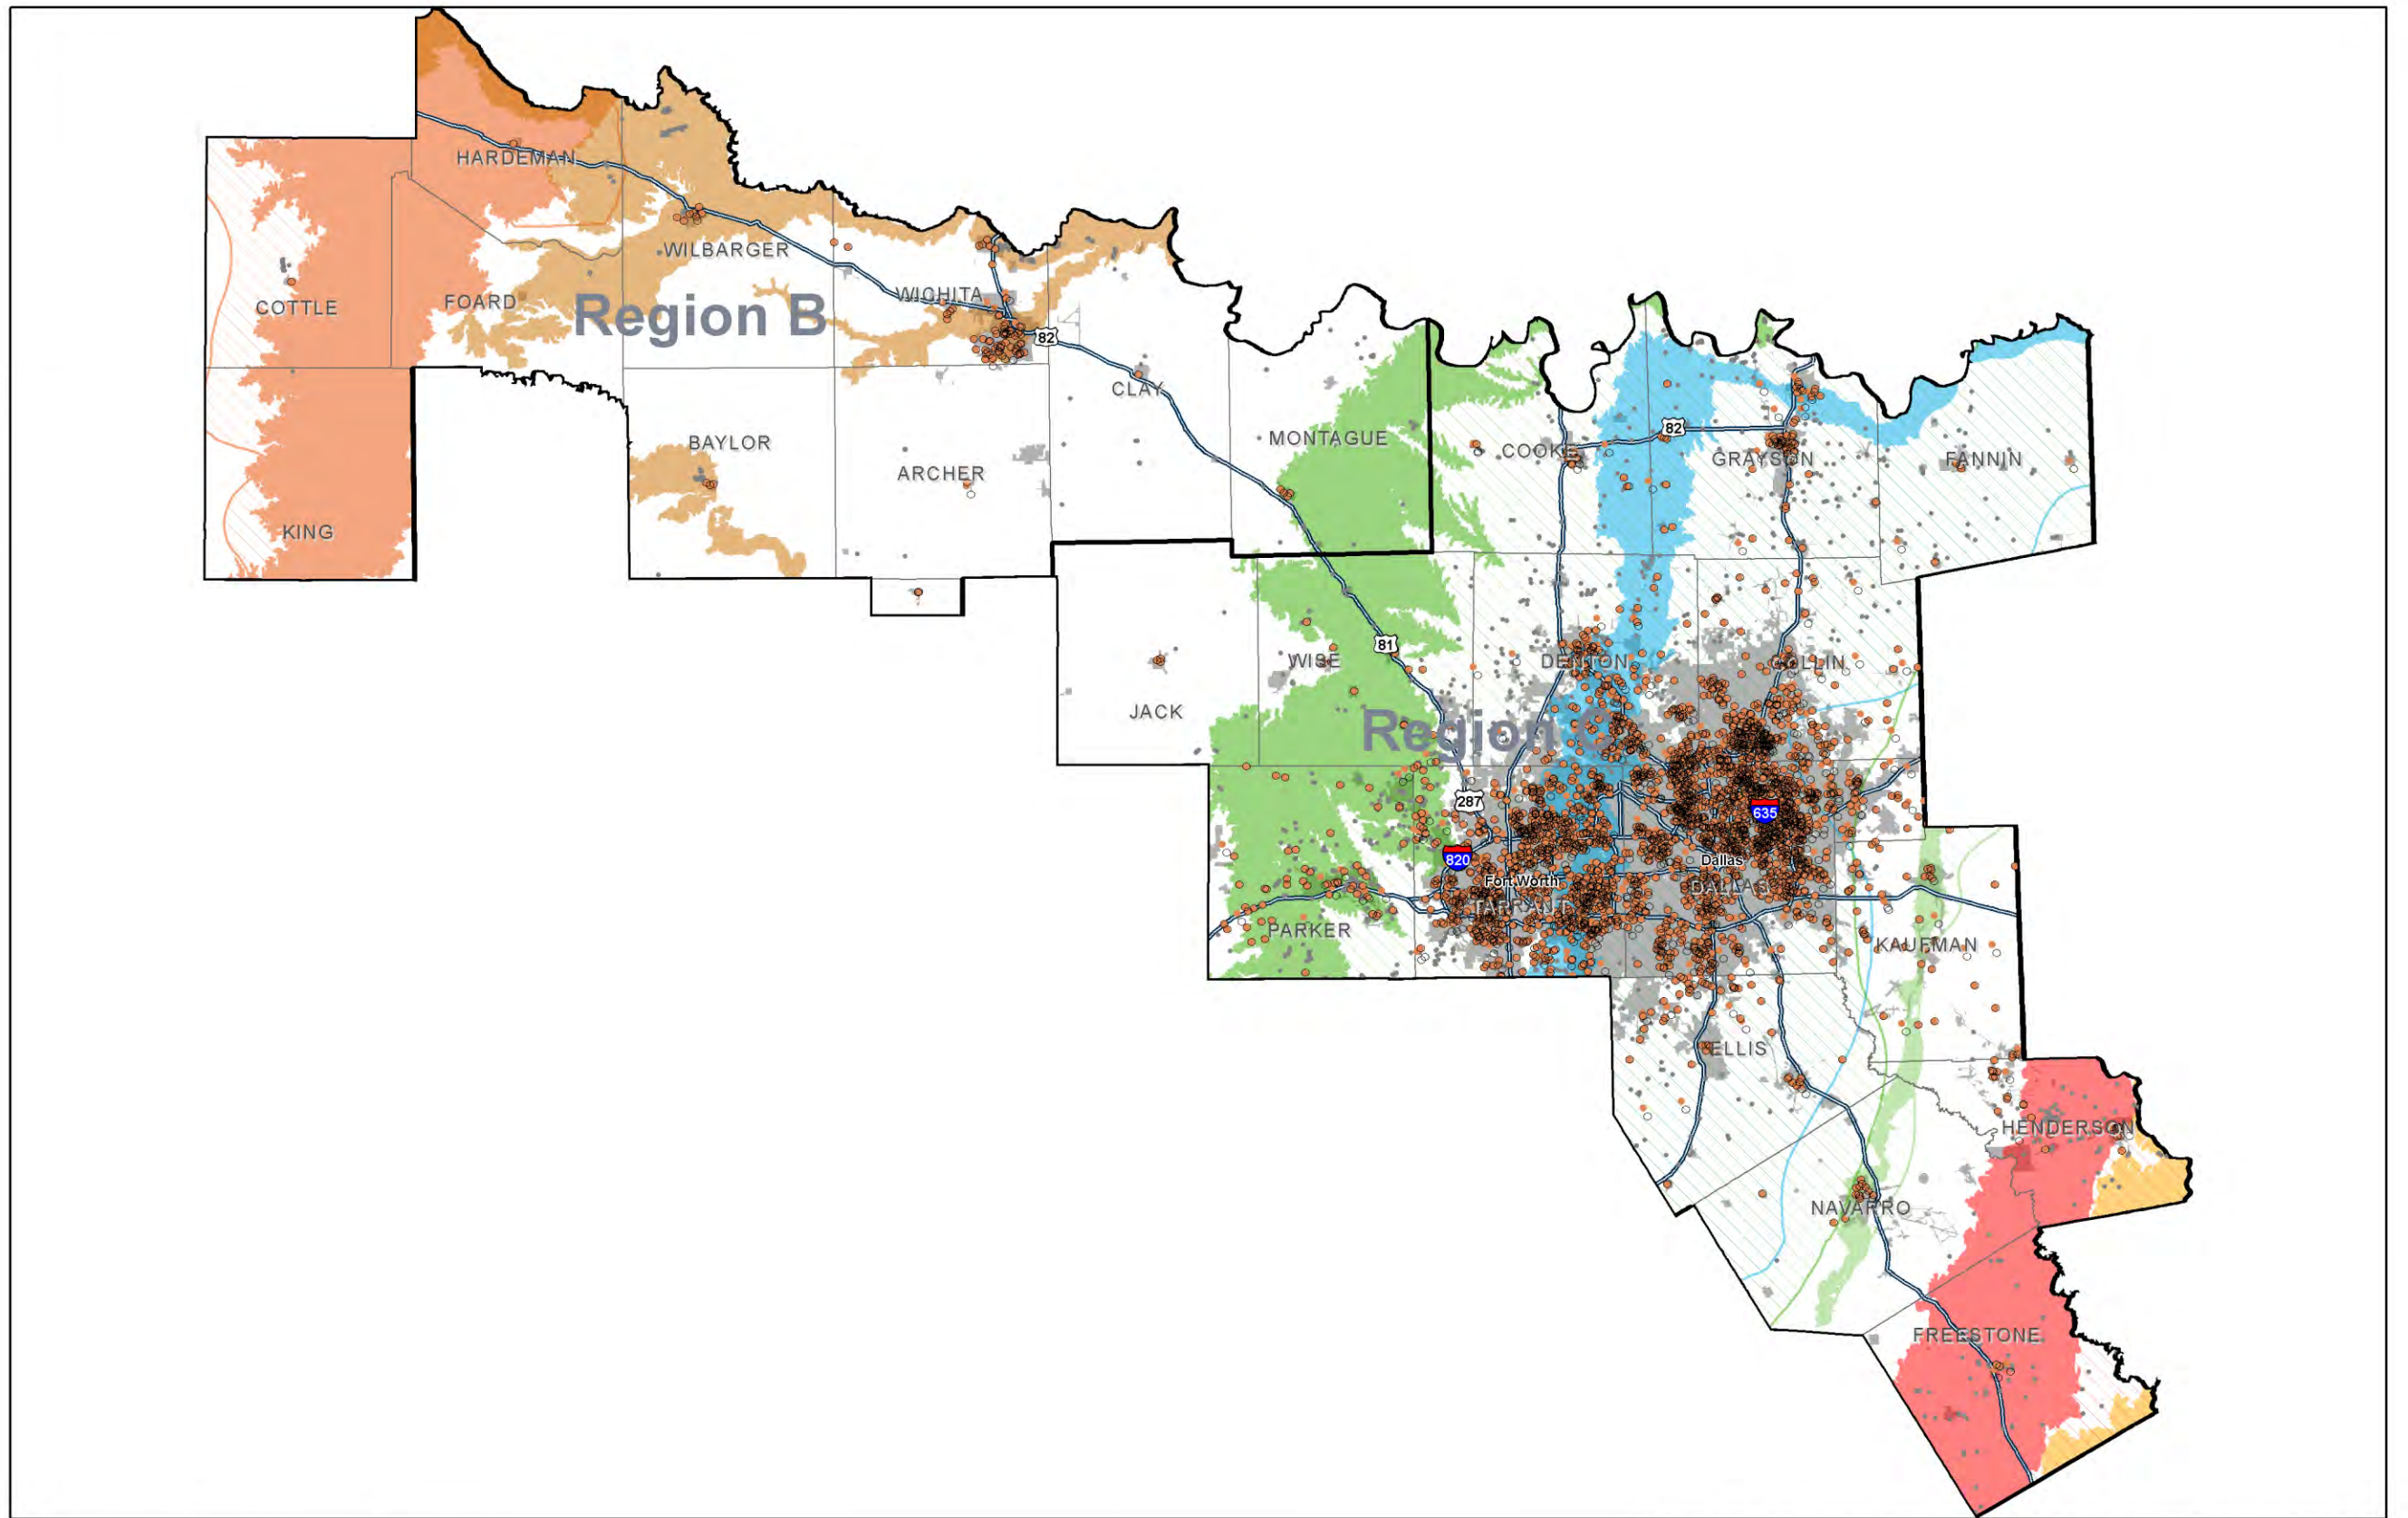 HARDEMAN
WILBARGER
WICHITA
COTTLE
FOARD
Region B
82
CLAY
BAYLOR
MONTAGUE
82
COOKE
GRAYSON
FANNIN
ARCHER
KING
81
WISE
DENTON
COLLIN
JACK
Region C
287
635
820
Dallas
Fort Worth
DALLAS
TARRANT
PARKER
KAUFMAN
ELLIS
HENDERSON
NAVARRO
FREESTONE